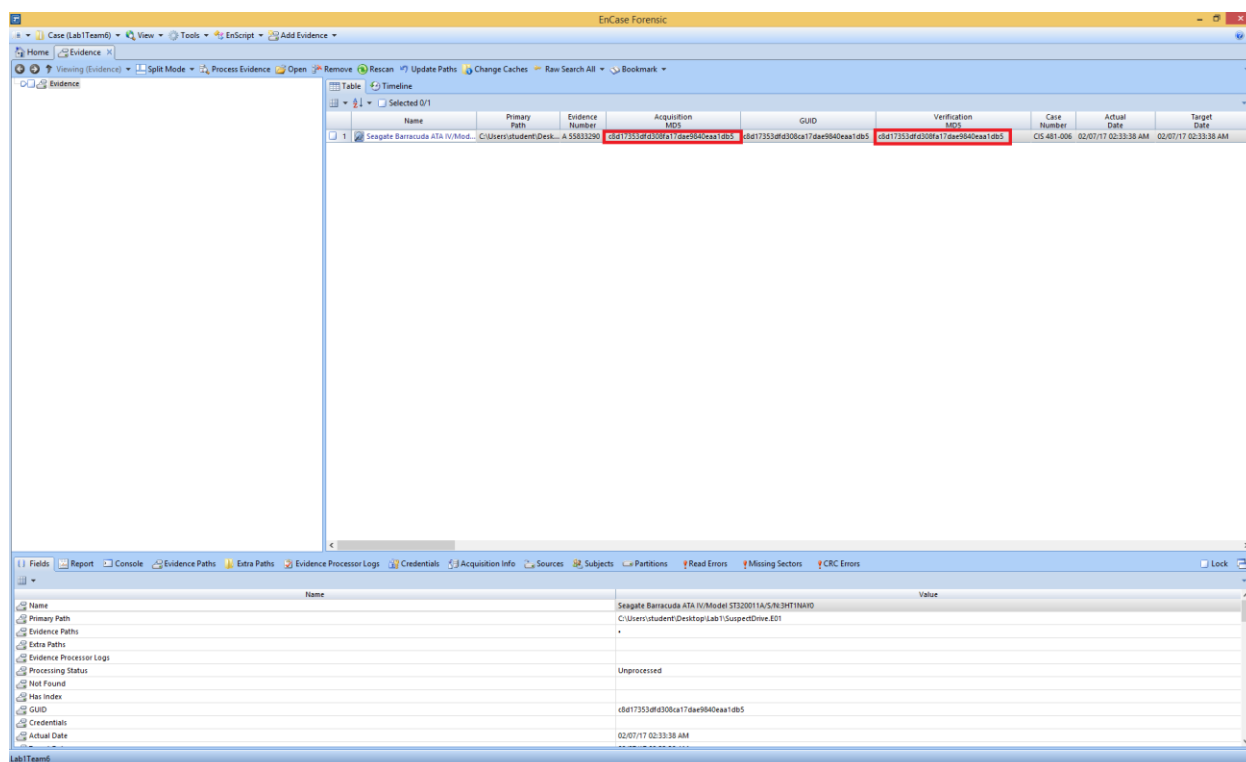 EnCase Forensic
Case (Lab1Team6) View Tools EnScript Add Evidence
Home Evidence
Viewing (Evidence) Split Mode Process Evidence Open Remove Rescan Update Paths Change Caches Raw Search All Bookmark
Evidence
Table Timeline
Selected 0/1
Name Primary Path Evidence Number Acquisition MD5 GUID Verification MD5 Case Number Actual Date Target Date
1 Seagate Barracuda ATA IV/Mod... C:\Users\student\Desk... A 55833290 c8d17353dfd308fa17dae9840eaa1db5 c8d17353dfd308ca17dae9840eaa1db5 c8d17353dfd308fa17dae9840eaa1db5 CIS 481-006 02/07/17 02:33:38 AM 02/07/17 02:33:38 AM
Fields Report Console Evidence Paths Extra Paths Evidence Processor Logs Credentials Acquisition Info Sources Subjects Partitions Read Errors Missing Sectors CRC Errors Lock
Name Value
Name Seagate Barracuda ATA IV/Model ST320011A/S/N:3HT1NAY0
Primary Path C:\Users\student\Desktop\Lab1\SuspectDrive.E01
Evidence Paths •
Extra Paths
Evidence Processor Logs
Processing Status Unprocessed
Not Found
Has Index
GUID c8d17353dfd308ca17dae9840eaa1db5
Credentials
Actual Date 02/07/17 02:33:38 AM
Lab1Team6